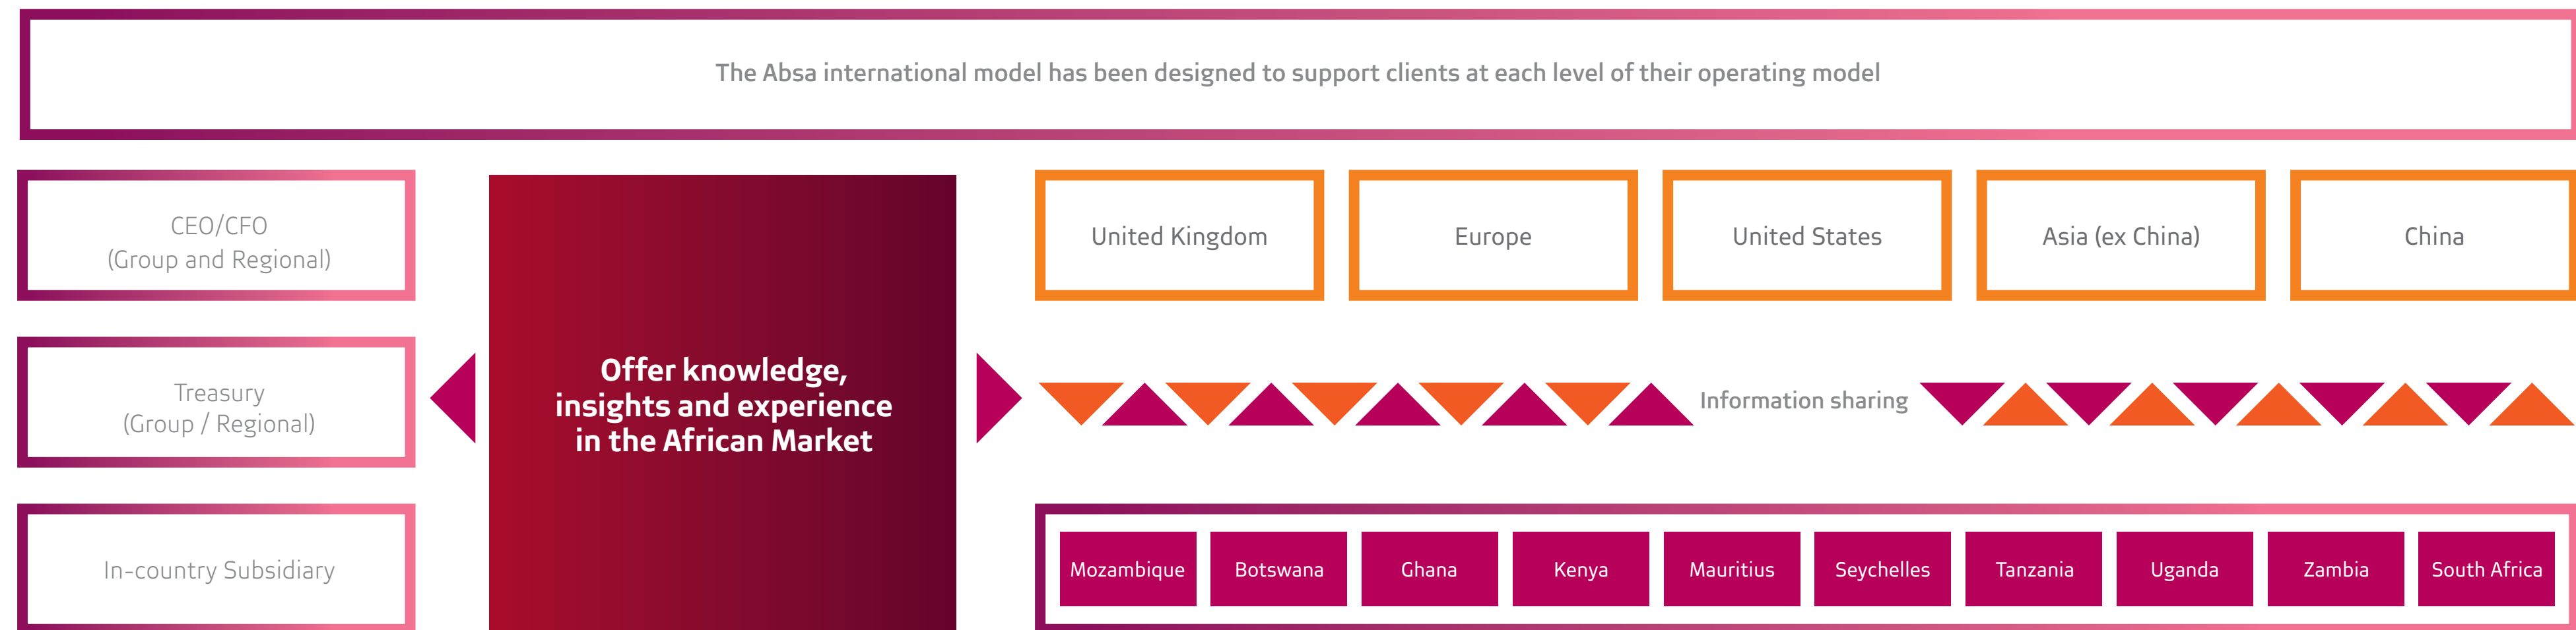 The Absa international model has been designed to support clients at each level of their operating model
CEO/CFO
(Group and Regional)
Treasury
(Group / Regional)
In-country Subsidiary
Offer knowledge,
insights and experience
in the African Market
United Kingdom
Europe
United States
Asia (ex China)
China
Information sharing
Mozambique
Botswana
Ghana
Kenya
Mauritius
Seychelles
Tanzania
Uganda
Zambia
South Africa